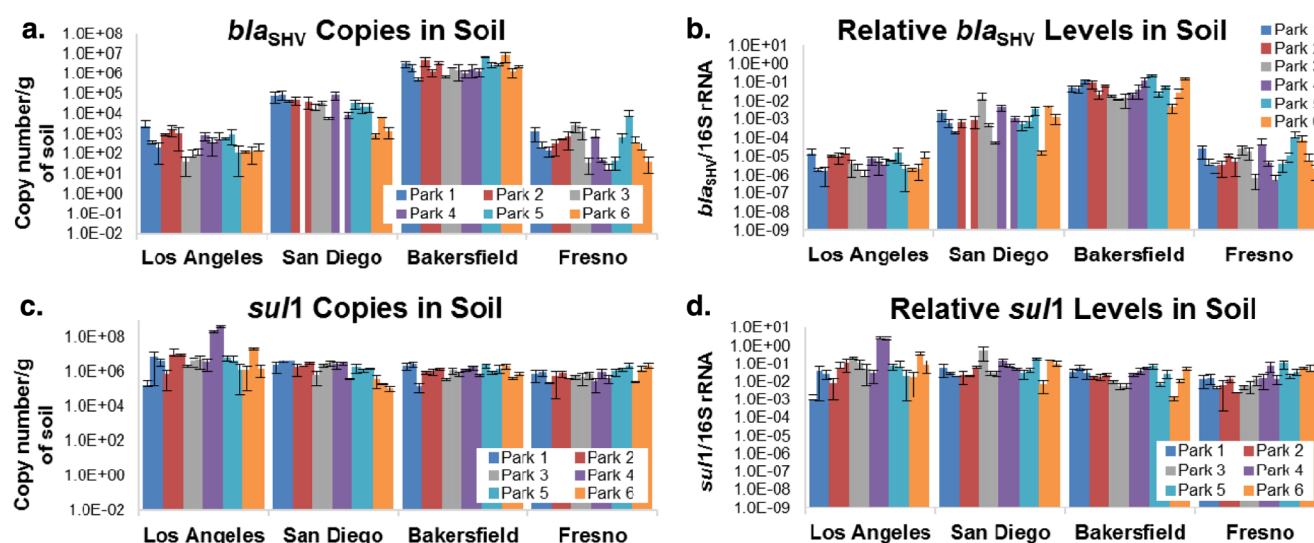 a.
bla_SHV Copies in Soil
Copy number/g
of soil
1.0E+08
1.0E+07
1.0E+06
1.0E+05
1.0E+04
1.0E+03
1.0E+02
1.0E+01
1.0E+00
1.0E-01
1.0E-02
Park 1 Park 2 Park 3
Park 4 Park 5 Park 6
Los Angeles San Diego Bakersfield Fresno
b.
Relative bla_SHV Levels in Soil
bla_SHV/16S rRNA
1.0E+01
1.0E+00
1.0E-01
1.0E-02
1.0E-03
1.0E-04
1.0E-05
1.0E-06
1.0E-07
1.0E-08
1.0E-09
Park
Park
Park
Park
Park
Park
Los Angeles San Diego Bakersfield Fresno
c.
sul1 Copies in Soil
Copy number/g
of soil
1.0E+08
1.0E+06
1.0E+04
1.0E+02
1.0E+00
1.0E-02
Park 1 Park 2
Park 3 Park 4
Park 5 Park 6
Los Angeles San Diego Bakersfield Fresno
d.
Relative sul1 Levels in Soil
sul1/16S rRNA
1.0E+01
1.0E+00
1.0E-01
1.0E-02
1.0E-03
1.0E-04
1.0E-05
1.0E-06
1.0E-07
1.0E-08
1.0E-09
Park 1 Park 2
Park 3 Park 4
Park 5 Park 6
Los Angeles San Diego Bakersfield Fresno